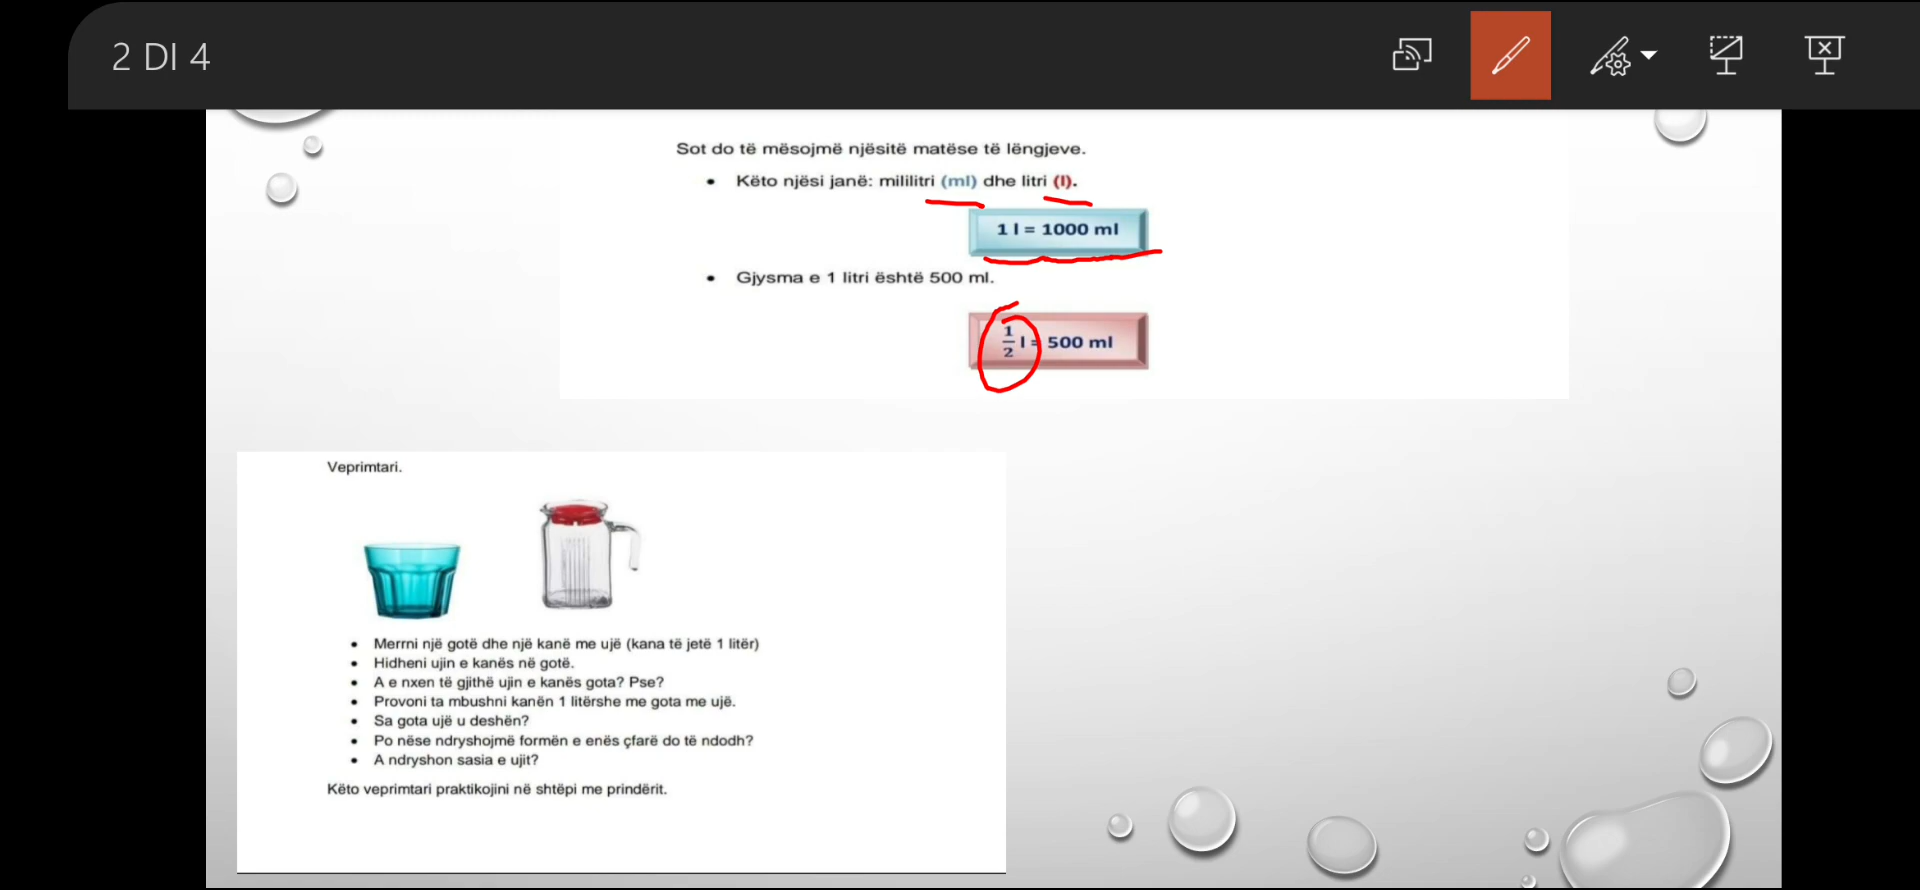 2 DI 4
Sot do të mësojmë njësitë matëse të lëngjeve.
• Këto njësi janë: mililitri (ml) dhe litri (l).
1 l = 1000 ml
• Gjysma e 1 litri është 500 ml.
1/2 l = 500 ml
Veprimtari.
• Merrni një gotë dhe një kanë me ujë (kana të jetë 1 litër)
• Hidheni ujin e kanës në gotë.
• A e nxen të gjithë ujin e kanës gota? Pse?
• Provoni ta mbushni kanën 1 litërshe me gota me ujë.
• Sa gota ujë u deshën?
• Po nëse ndryshojmë formën e enës çfarë do të ndodh?
• A ndryshon sasia e ujit?
Këto veprimtari praktikojini në shtëpi me prindërit.